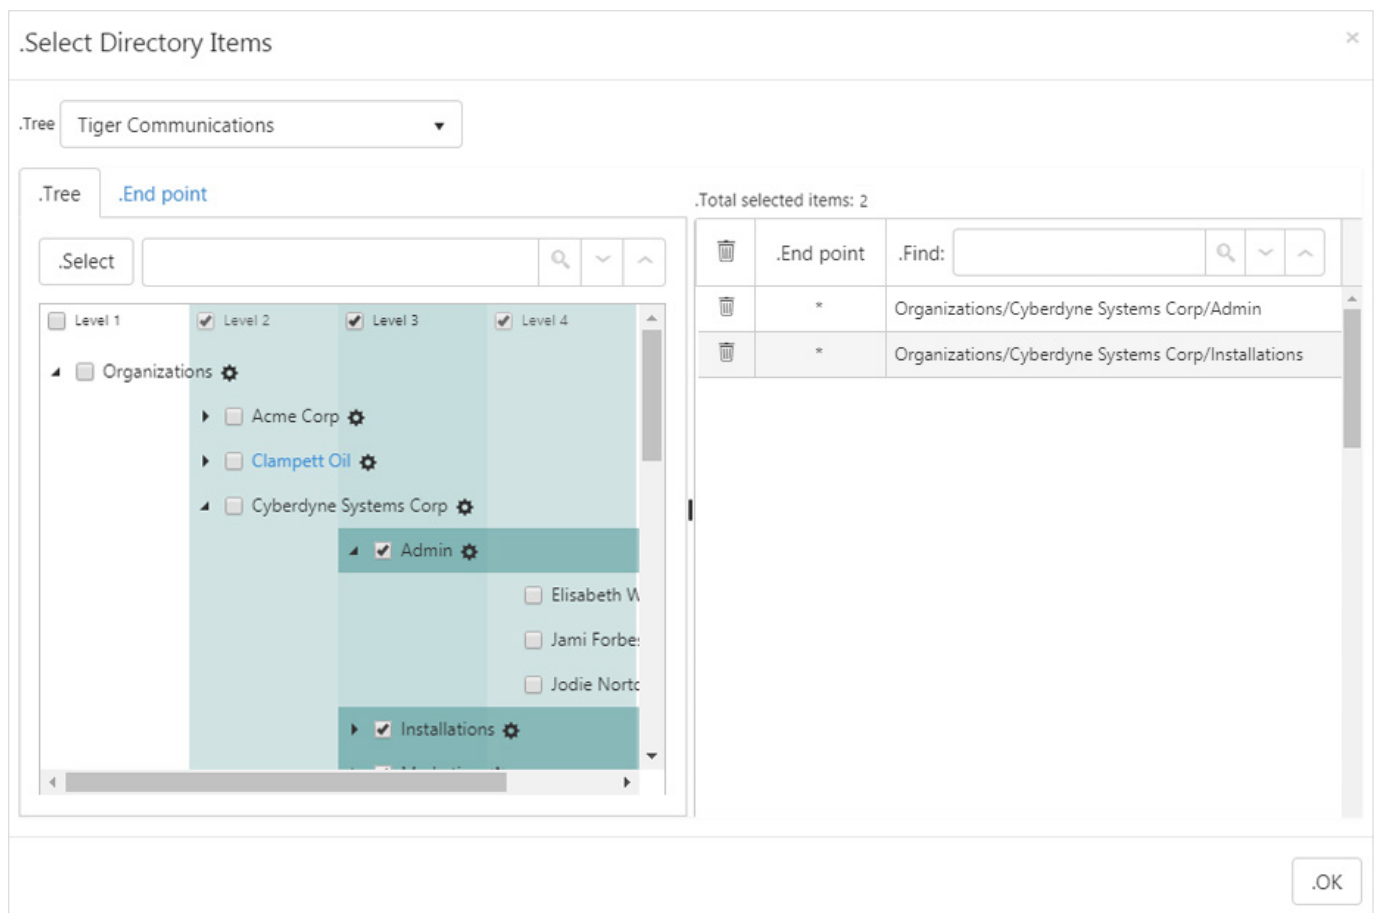 .Select Directory Items
.Tree Tiger Communications
.Tree .End point
.Total selected items: 2
.Select
.End point .Find:
Level 1 Level 2 Level 3 Level 4
* Organizations/Cyberdyne Systems Corp/Admin
* Organizations/Cyberdyne Systems Corp/Installations
Organizations
Acme Corp
Clampett Oil
Cyberdyne Systems Corp
Admin
Elisabeth W
Jami Forbes
Jodie Norto
Installations
.OK